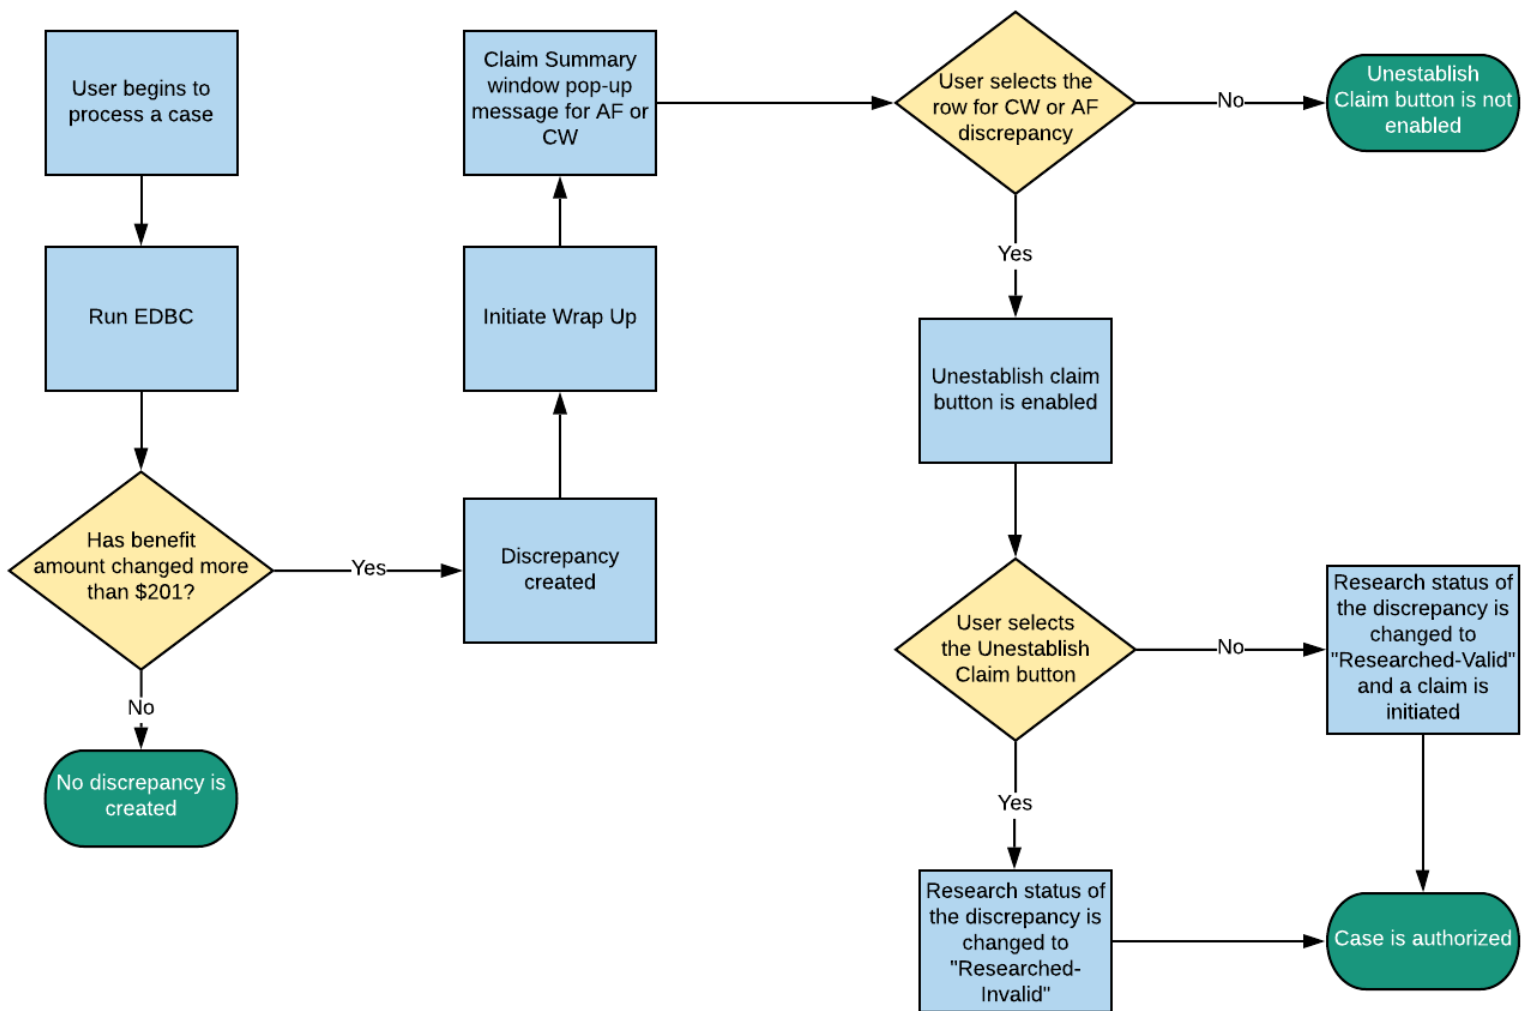 User begins to
process a case
Run EDBC
Has benefit
amount changed more
than $201?
No
No discrepancy is
created
Yes
Discrepancy
created
Initiate Wrap Up
Claim Summary
window pop-up
message for AF or
CW
User selects the
row for CW or AF
discrepancy
No
Unestablish
Claim button is not
enabled
Yes
Unestablish claim
button is enabled
User selects
the Unestablish
Claim button
No
Research status of
the discrepancy is
changed to
"Researched-Valid"
and a claim is
initiated
Yes
Research status of
the discrepancy is
changed to
"Researched-
Invalid"
Case is authorized